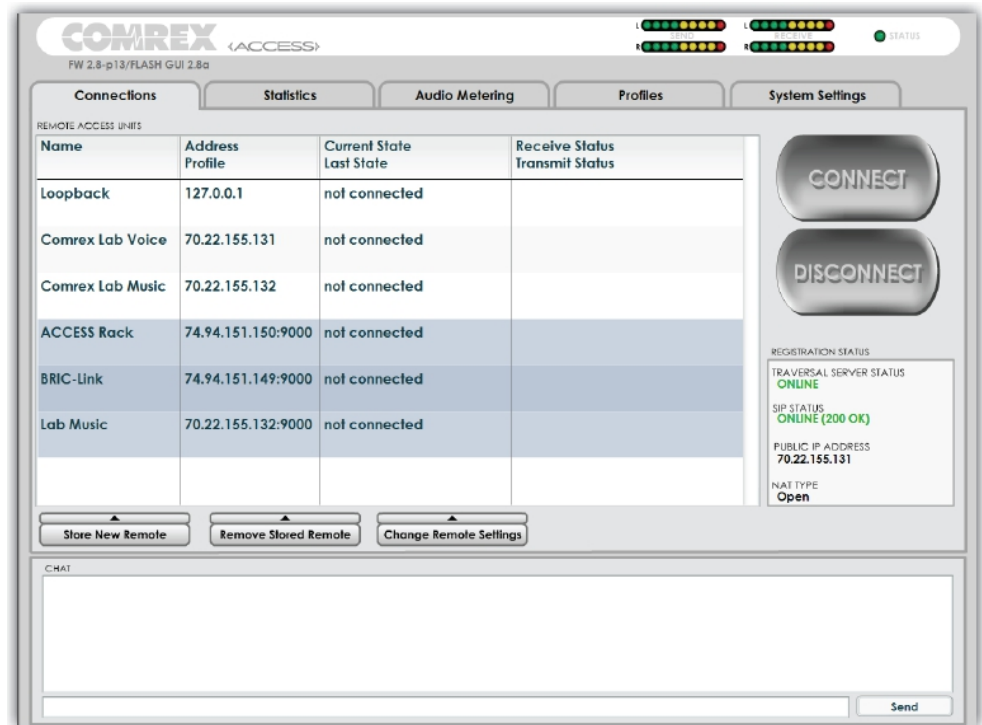 COMREX ‹ACCESS›
L SEND R
L RECEIVE R
STATUS
FW 2.8-p13/FLASH GUI 2.8a
Connections Statistics Audio Metering Profiles System Settings
REMOTE ACCESS UNITS
Name Address Current State Receive Status
Profile Last State Transmit Status
Loopback 127.0.0.1 not connected
Comrex Lab Voice 70.22.155.131 not connected
Comrex Lab Music 70.22.155.132 not connected
ACCESS Rack 74.94.151.150:9000 not connected
BRIC-Link 74.94.151.149:9000 not connected
Lab Music 70.22.155.132:9000 not connected
CONNECT
DISCONNECT
REGISTRATION STATUS
TRAVERSAL SERVER STATUS
ONLINE
SIP STATUS
ONLINE (200 OK)
PUBLIC IP ADDRESS
70.22.155.131
NAT TYPE
Open
Store New Remote Remove Stored Remote Change Remote Settings
CHAT
Send